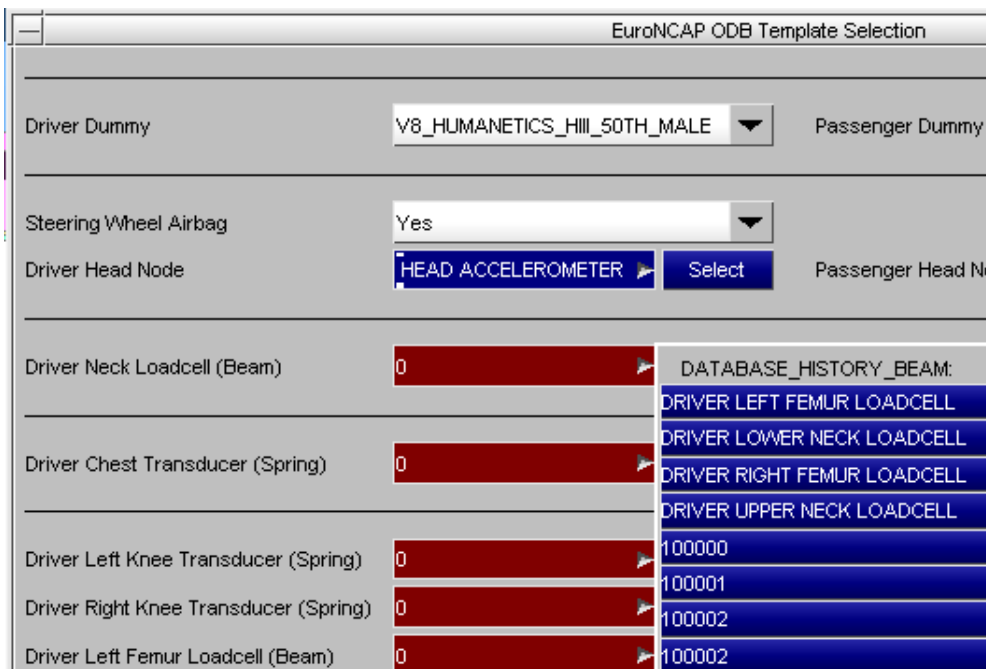 EuroNCAP ODB Template Selection
Driver Dummy V8_HUMANETICS_HIII_50TH_MALE Passenger Dummy
Steering Wheel Airbag Yes
Driver Head Node HEAD ACCELEROMETER Select Passenger Head
Driver Neck Loadcell (Beam) 0 DATABASE_HISTORY_BEAM:
DRIVER LEFT FEMUR LOADCELL
DRIVER LOWER NECK LOADCELL
Driver Chest Transducer (Spring) 0 DRIVER RIGHT FEMUR LOADCELL
DRIVER UPPER NECK LOADCELL
Driver Left Knee Transducer (Spring) 0 100000
100001
Driver Right Knee Transducer (Spring) 0 100002
Driver Left Femur Loadcell (Beam) 0 100002